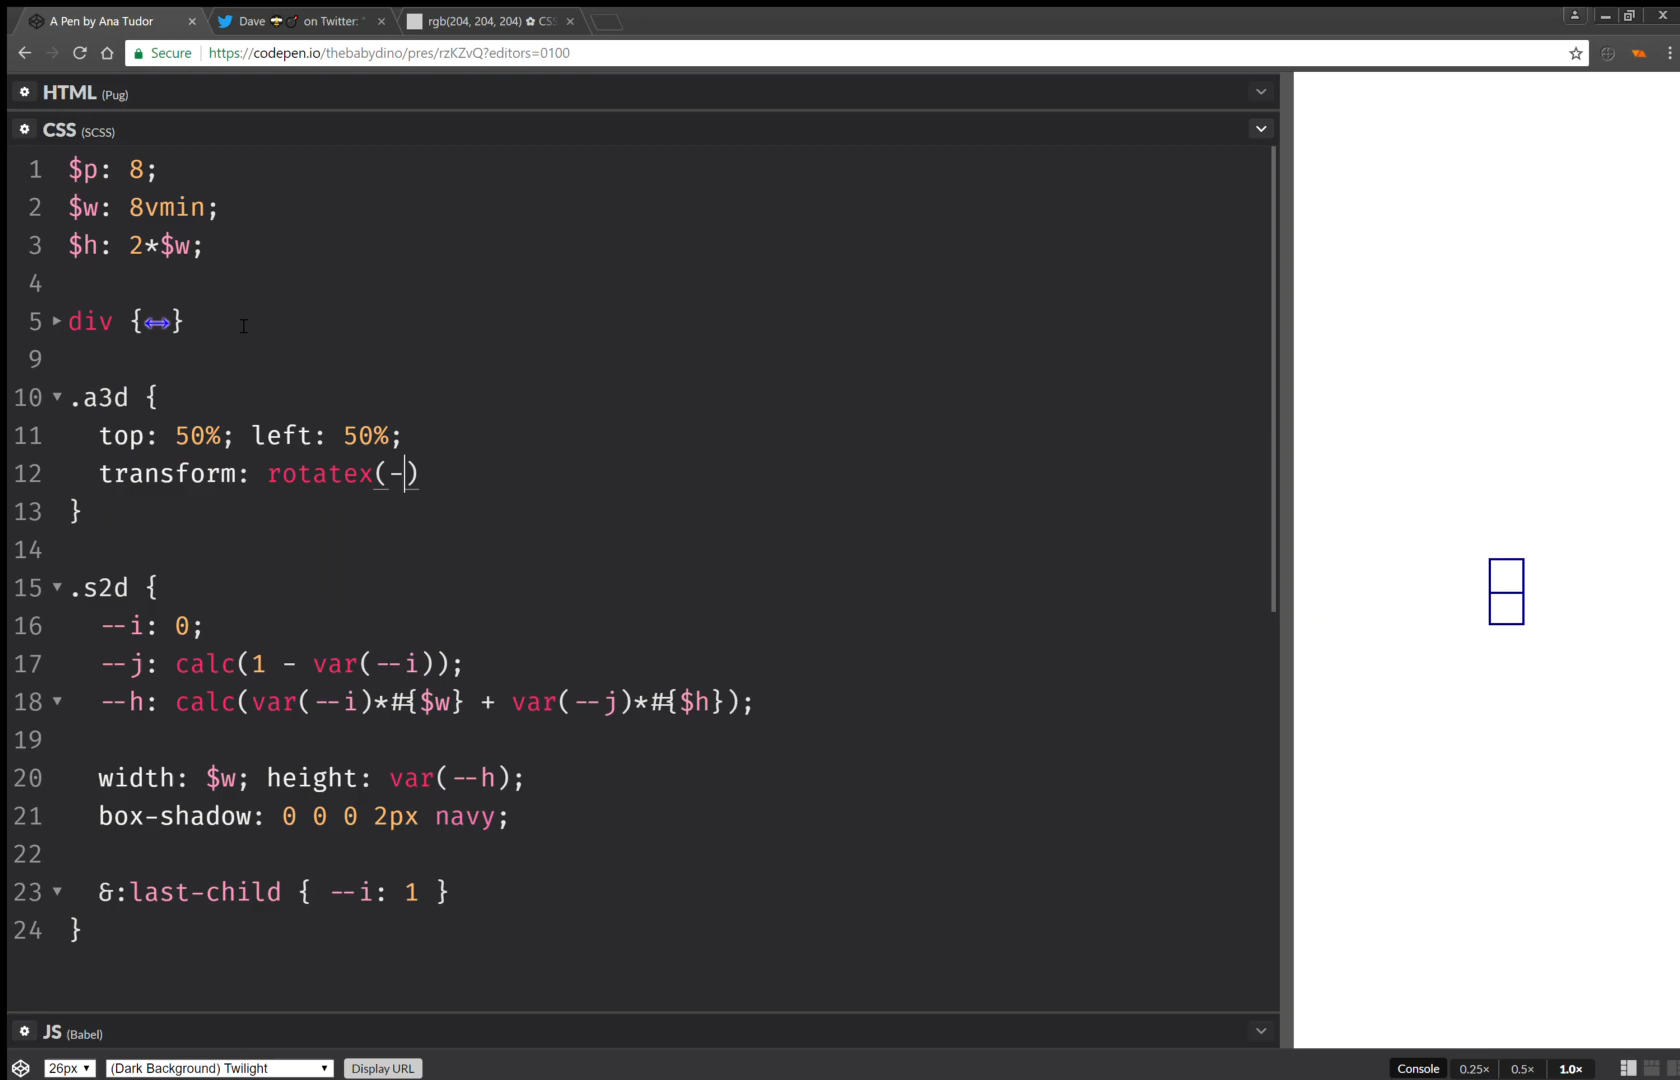 A Pen by Ana Tudor
Dave on Twitter: "
rgb(204, 204, 204) ✿ CSS
Secure
https://codepen.io/thebabydino/pres/rzKZvQ?editors=0100
HTML (Pug)
CSS (SCSS)
1 $p: 8;
2 $w: 8vmin;
3 $h: 2*$w;
4
5 div {↔}
9
10 .a3d {
11 top: 50%; left: 50%;
12 transform: rotatex(-)
13 }
14
15 .s2d {
16 --i: 0;
17 --j: calc(1 - var(--i));
18 --h: calc(var(--i)*#{$w} + var(--j)*#{$h});
19
20 width: $w; height: var(--h);
21 box-shadow: 0 0 0 2px navy;
22
23 &:last-child { --i: 1 }
24 }
JS (Babel)
26px
(Dark Background) Twilight
Display URL
Console
0.25×
0.5×
1.0×